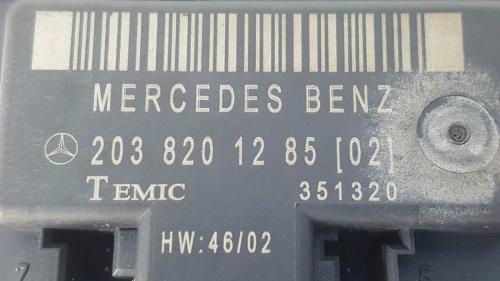 MERCEDES BENZ
203 820 12 85 [02]
TEMIC 351320
HW:46/02